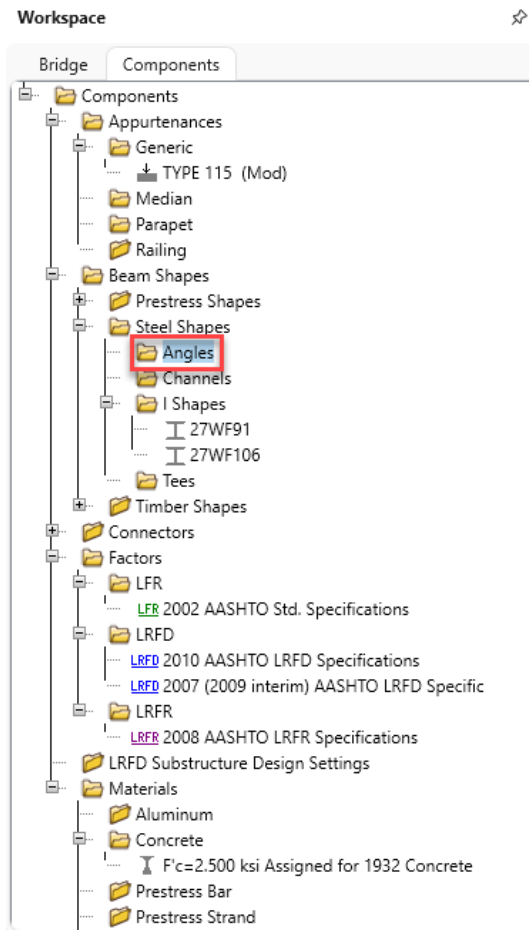 Workspace
Bridge
Components
Components
Appurtenances
Generic
TYPE 115 (Mod)
Median
Parapet
Railing
Beam Shapes
Prestress Shapes
Steel Shapes
Angles
Channels
I Shapes
27WF91
27WF106
Tees
Timber Shapes
Connectors
Factors
LFR
LFR 2002 AASHTO Std. Specifications
LRFD
LRFD 2010 AASHTO LRFD Specifications
LRFD 2007 (2009 interim) AASHTO LRFD Specific
LRFR
LRFR 2008 AASHTO LRFR Specifications
LRFD Substructure Design Settings
Materials
Aluminum
Concrete
F'c=2.500 ksi Assigned for 1932 Concrete
Prestress Bar
Prestress Strand